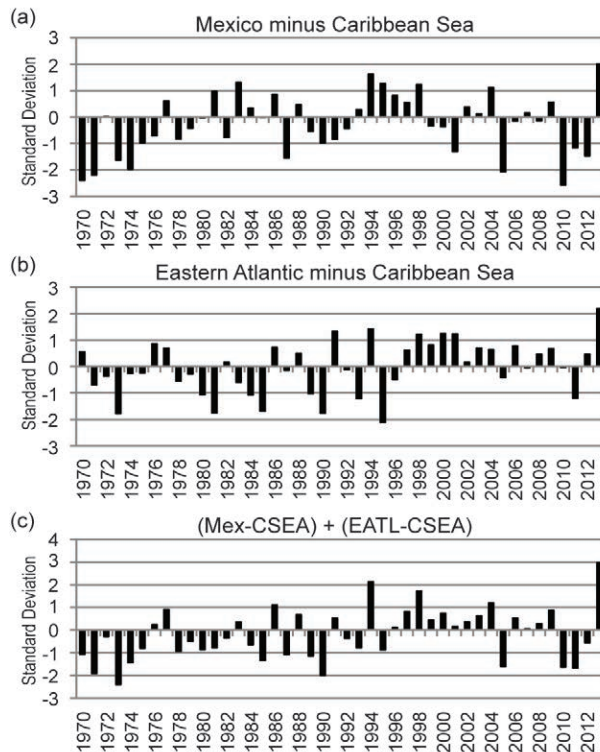 (a)
Mexico minus Caribbean Sea
Standard Deviation
3
2
1
0
-1
-2
-3
1970 1972 1974 1976 1978 1980 1982 1984 1986 1988 1990 1992 1994 1996 1998 2000 2002 2004 2006 2008 2010 2012
(b)
Eastern Atlantic minus Caribbean Sea
Standard Deviation
3
2
1
0
-1
-2
-3
1970 1972 1974 1976 1978 1980 1982 1984 1986 1988 1990 1992 1994 1996 1998 2000 2002 2004 2006 2008 2010 2012
(c)
(Mex-CSEA) + (EATL-CSEA)
Standard Deviation
4
3
2
1
0
-1
-2
-3
1970 1972 1974 1976 1978 1980 1982 1984 1986 1988 1990 1992 1994 1996 1998 2000 2002 2004 2006 2008 2010 2012